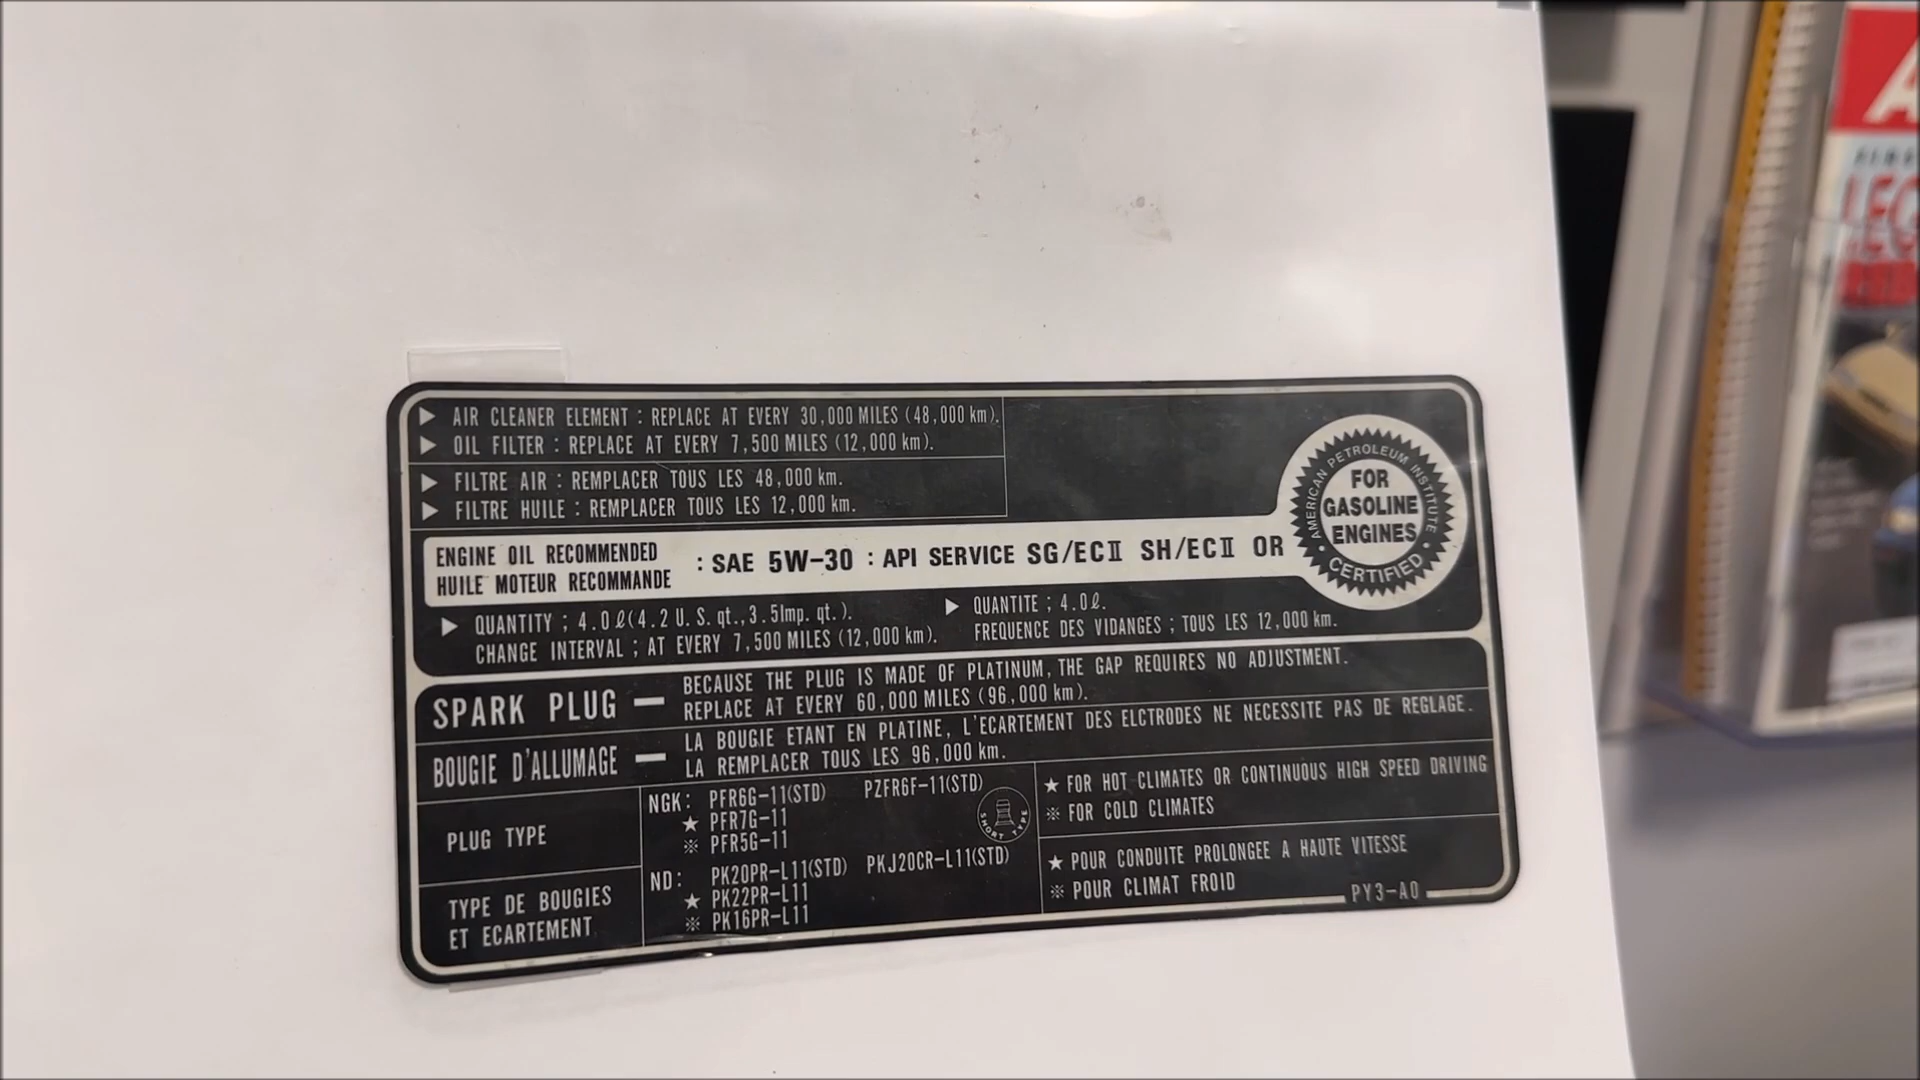 ▶ AIR CLEANER ELEMENT : REPLACE AT EVERY 30,000 MILES (48,000 km).
▶ OIL FILTER : REPLACE AT EVERY 7,500 MILES (12,000 km).
▶ FILTRE AIR : REMPLACER TOUS LES 48,000 km.
▶ FILTRE HUILE : REMPLACER TOUS LES 12,000 km.
AMERICAN PETROLEUM INSTITUTE
FOR
GASOLINE
ENGINES
• CERTIFIED •
ENGINE OIL RECOMMENDED
HUILE MOTEUR RECOMMANDE
: SAE 5W-30 : API SERVICE SG/ECⅡ SH/ECⅡ OR
▶ QUANTITY ; 4.0ℓ(4.2 U.S. qt.,3.5Imp. qt.).
CHANGE INTERVAL ; AT EVERY 7,500 MILES (12,000 km).
▶ QUANTITE ; 4.0ℓ.
FREQUENCE DES VIDANGES ; TOUS LES 12,000 km.
SPARK PLUG — BECAUSE THE PLUG IS MADE OF PLATINUM, THE GAP REQUIRES NO ADJUSTMENT.
REPLACE AT EVERY 60,000 MILES (96,000 km).
BOUGIE D'ALLUMAGE — LA BOUGIE ETANT EN PLATINE, L'ECARTEMENT DES ELCTRODES NE NECESSITE PAS DE REGLAGE.
LA REMPLACER TOUS LES 96,000 km.
PLUG TYPE
TYPE DE BOUGIES
ET ECARTEMENT
NGK: PFR6G-11(STD) PZFR6F-11(STD)
★ PFR7G-11
※ PFR5G-11
SHORT TYPE
ND: PK20PR-L11(STD) PKJ20CR-L11(STD)
★ PK22PR-L11
※ PK16PR-L11
★ FOR HOT CLIMATES OR CONTINUOUS HIGH SPEED DRIVING
※ FOR COLD CLIMATES
★ POUR CONDUITE PROLONGEE A HAUTE VITESSE
※ POUR CLIMAT FROID
PY3-A0